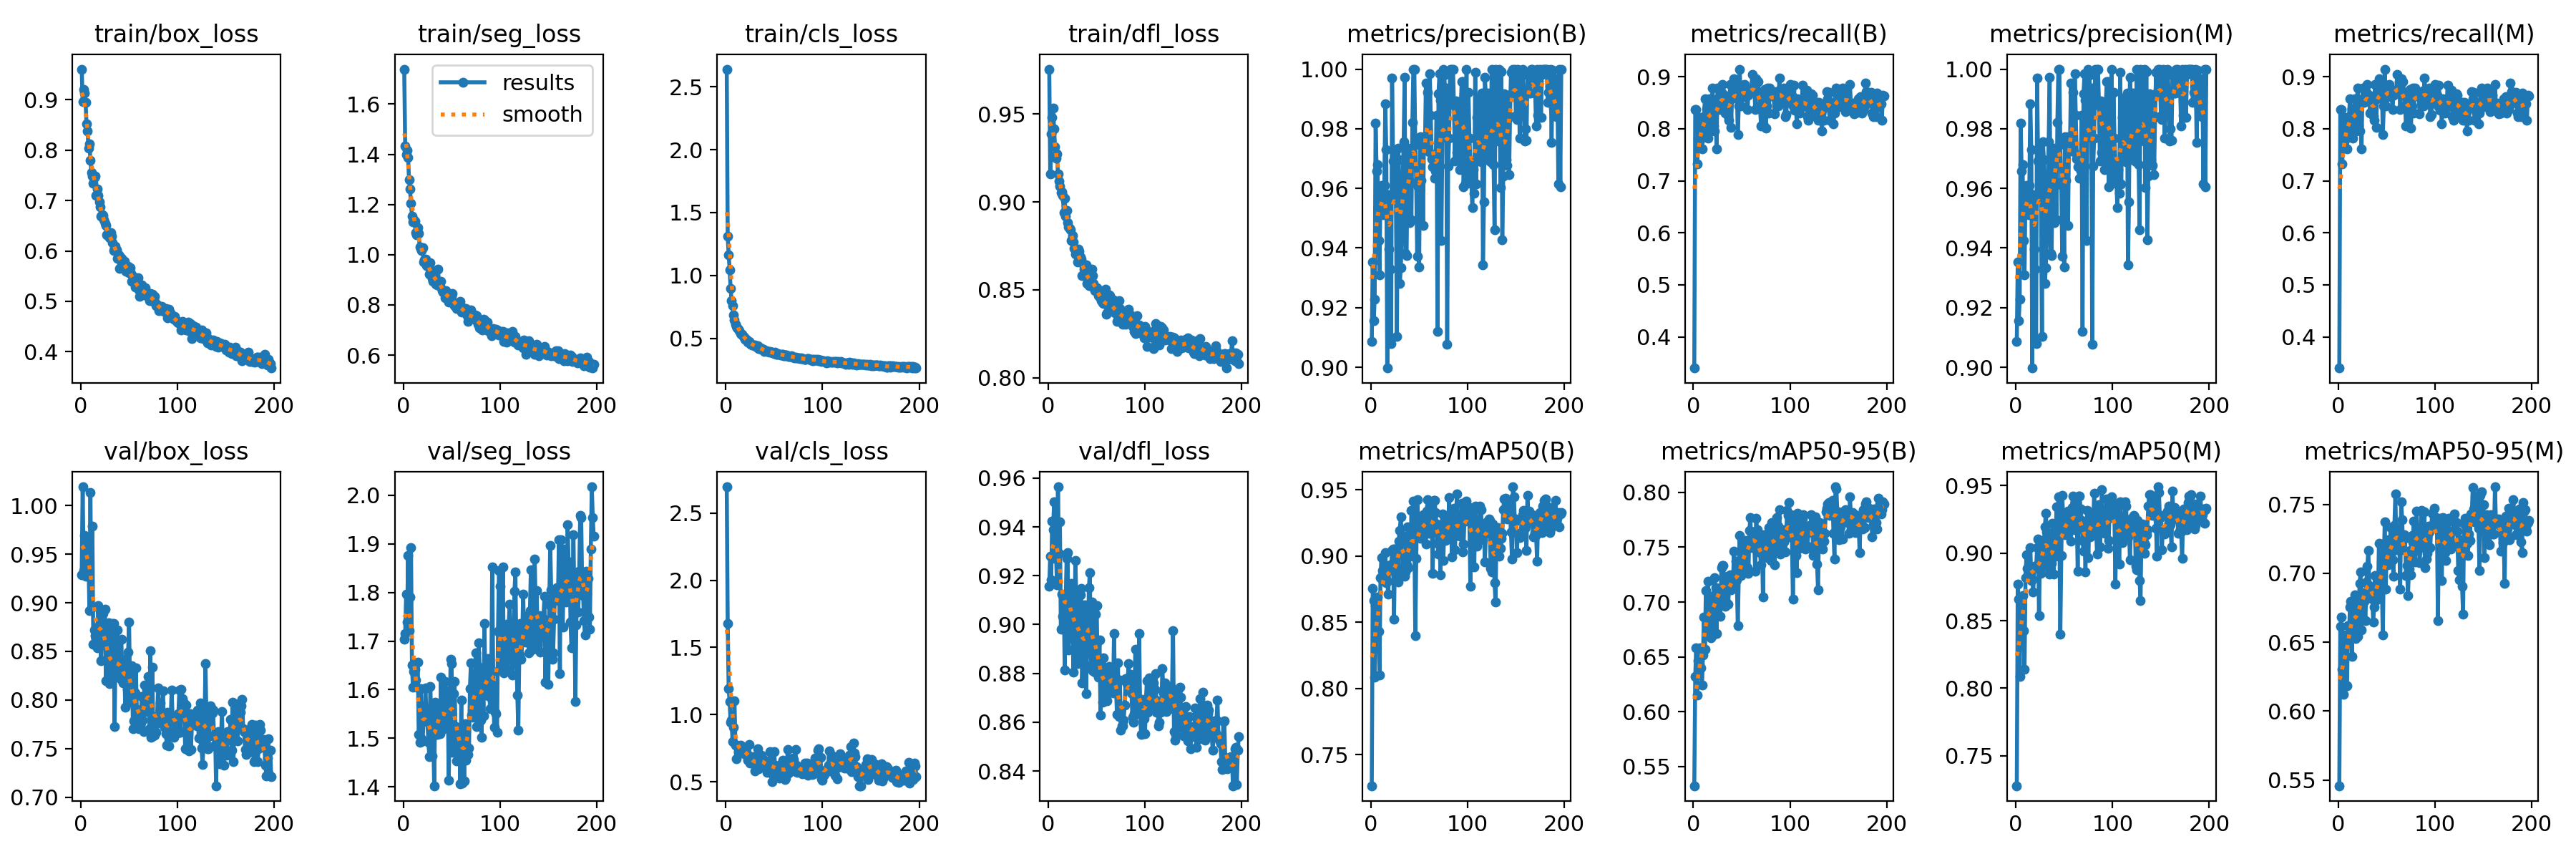 train/box_loss
train/seg_loss
train/cls_loss
train/dfl_loss
metrics/precision(B)
metrics/recall(B)
metrics/precision(M)
metrics/recall(M)
results
smooth
0.9
0.8
0.7
0.6
0.5
0.4
0 100 200
1.6
1.4
1.2
1.0
0.8
0.6
0 100 200
2.5
2.0
1.5
1.0
0.5
0 100 200
0.95
0.90
0.85
0.80
0 100 200
1.00
0.98
0.96
0.94
0.92
0.90
0 100 200
0.9
0.8
0.7
0.6
0.5
0.4
0 100 200
1.00
0.98
0.96
0.94
0.92
0.90
0 100 200
0.9
0.8
0.7
0.6
0.5
0.4
0 100 200
val/box_loss
val/seg_loss
val/cls_loss
val/dfl_loss
metrics/mAP50(B)
metrics/mAP50-95(B)
metrics/mAP50(M)
metrics/mAP50-95(M)
1.00
0.95
0.90
0.85
0.80
0.75
0.70
0 100 200
2.0
1.9
1.8
1.7
1.6
1.5
1.4
0 100 200
2.5
2.0
1.5
1.0
0.5
0 100 200
0.96
0.94
0.92
0.90
0.88
0.86
0.84
0 100 200
0.95
0.90
0.85
0.80
0.75
0 100 200
0.80
0.75
0.70
0.65
0.60
0.55
0 100 200
0.95
0.90
0.85
0.80
0.75
0 100 200
0.75
0.70
0.65
0.60
0.55
0 100 200